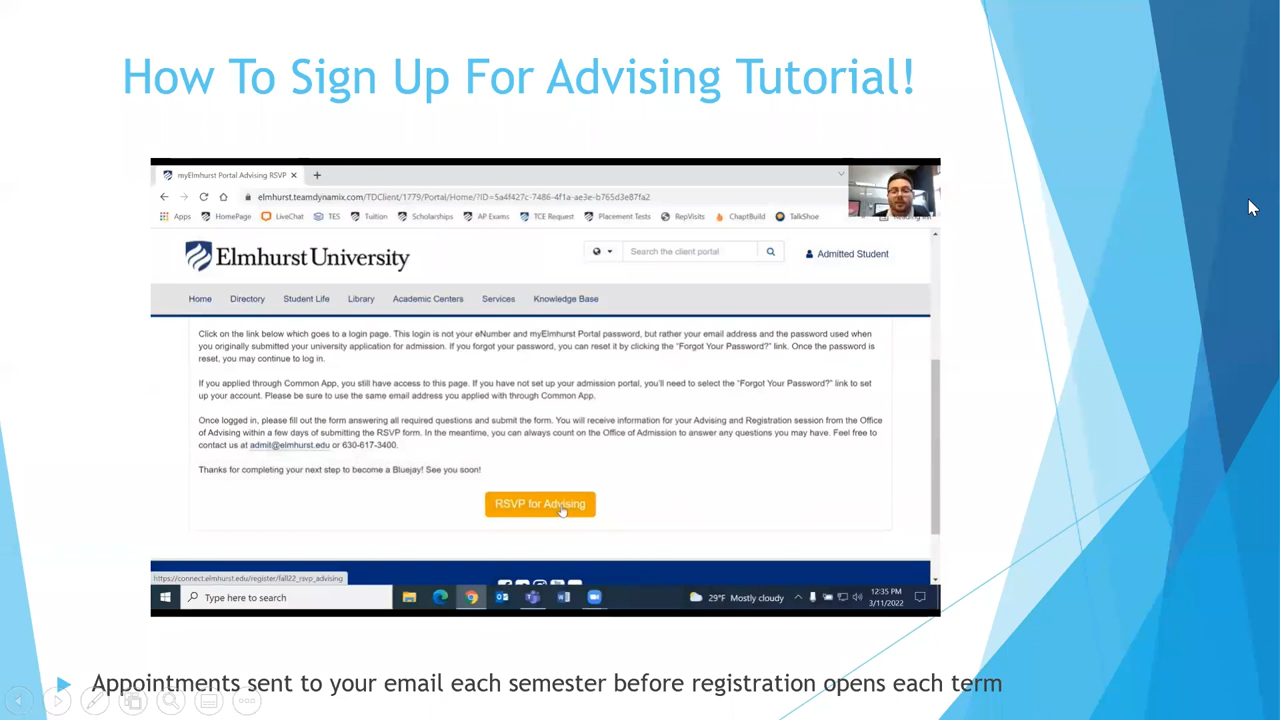 How To Sign Up For Advising Tutorial!
myElmhurst Portal Advising RSVP
elmhurst.teamdynamix.com/TDClient/1779/Portal/Home/?ID=5a4f427c-7486-4f1a-ae3e-b765d3e87fa2
Apps HomePage LiveChat TES Tuition Scholarships AP Exams TCE Request Placement Tests RepVisits ChaptBuild TalkShoe
Elmhurst University
Search the client portal
Admitted Student
Home Directory Student Life Library Academic Centers Services Knowledge Base
Click on the link below which goes to a login page. This login is not your eNumber and myElmhurst Portal password, but rather your email address and the password used when
you originally submitted your university application for admission. If you forgot your password, you can reset it by clicking the “Forgot Your Password?” link. Once the password is
reset, you may continue to log in.
If you applied through Common App, you still have access to this page. If you have not set up your admission portal, you’ll need to select the “Forgot Your Password?” link to set
up your account. Please be sure to use the same email address you applied with through Common App.
Once logged in, please fill out the form answering all required questions and submit the form. You will receive information for your Advising and Registration session from the Office
of Advising within a few days of submitting the RSVP form. In the meantime, you can always count on the Office of Admission to answer any questions you may have. Feel free to
contact us at admit@elmhurst.edu or 630-617-3400.
Thanks for completing your next step to become a Bluejay! See you soon!
RSVP for Advising
https://connect.elmhurst.edu/register/fall22_rsvp_advising
Type here to search
29°F Mostly cloudy
12:35 PM
3/11/2022
Appointments sent to your email each semester before registration opens each term